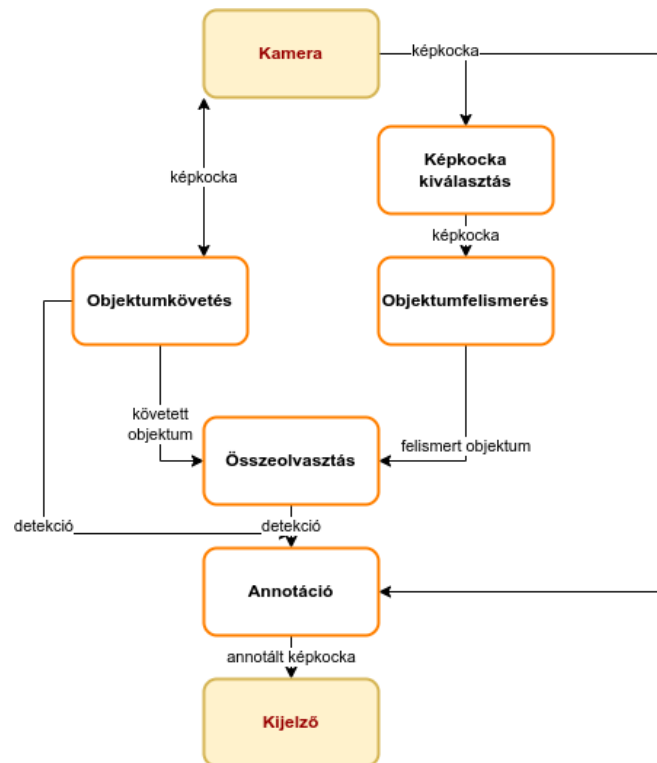 Kamera
képkocka
Képkocka
kiválasztás
képkocka
képkocka
Objektumkövetés
Objektumfelismerés
követett
objektum
Összeolvasztás
felismert objektum
detekció
detekció
Annotáció
annotált képkocka
Kijelző